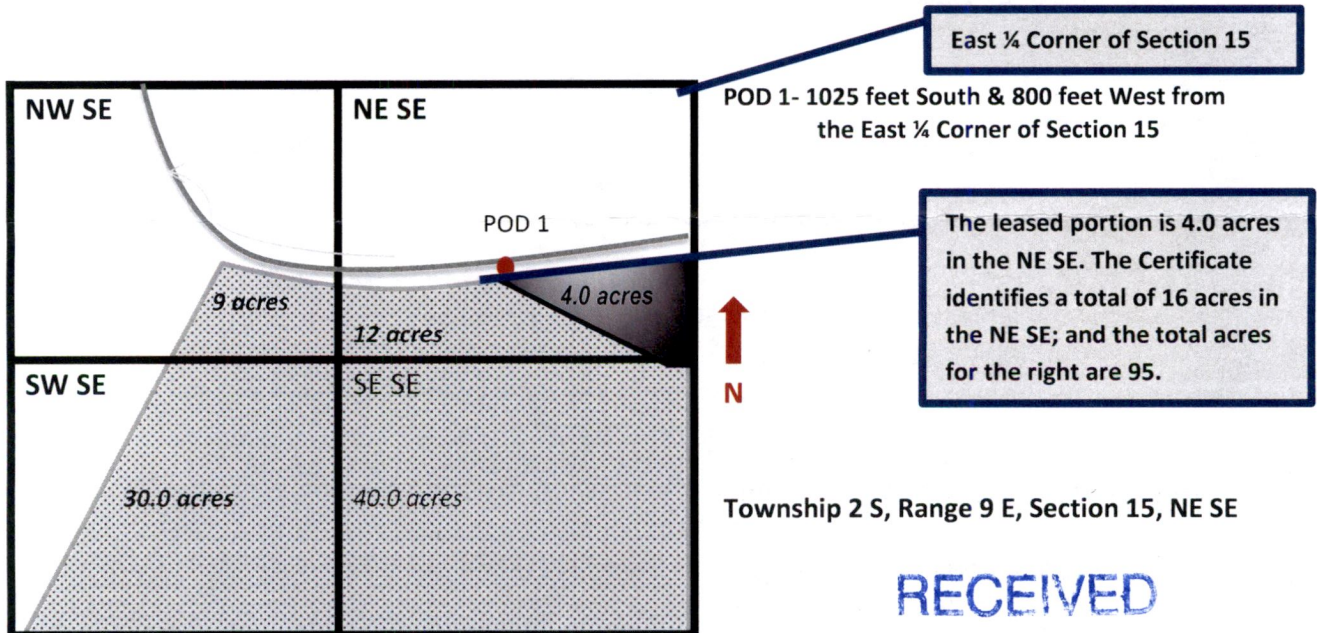 East ¼ Corner of Section 15
NW SE
NE SE
POD 1- 1025 feet South & 800 feet West from
the East ¼ Corner of Section 15
POD 1
The leased portion is 4.0 acres
in the NE SE. The Certificate
identifies a total of 16 acres in
the NE SE; and the total acres
for the right are 95.
9 acres
12 acres
4.0 acres
N
SW SE
SE SE
30.0 acres
40.0 acres
Township 2 S, Range 9 E, Section 15, NE SE
RECEIVED